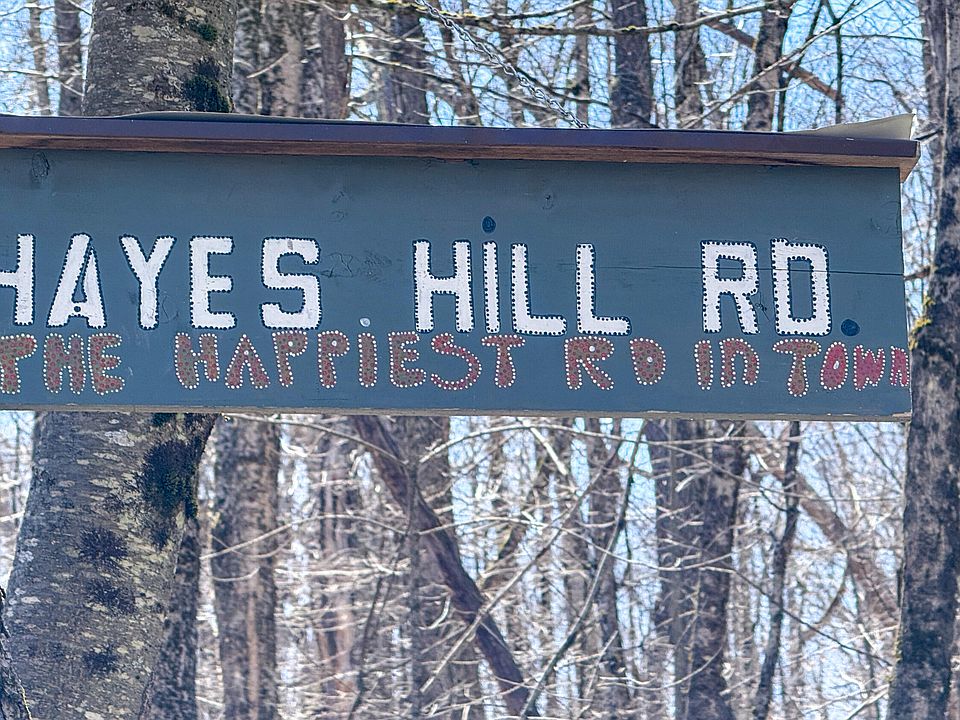 HAYES HILL RD
THE HAPPIEST RD IN TOWN